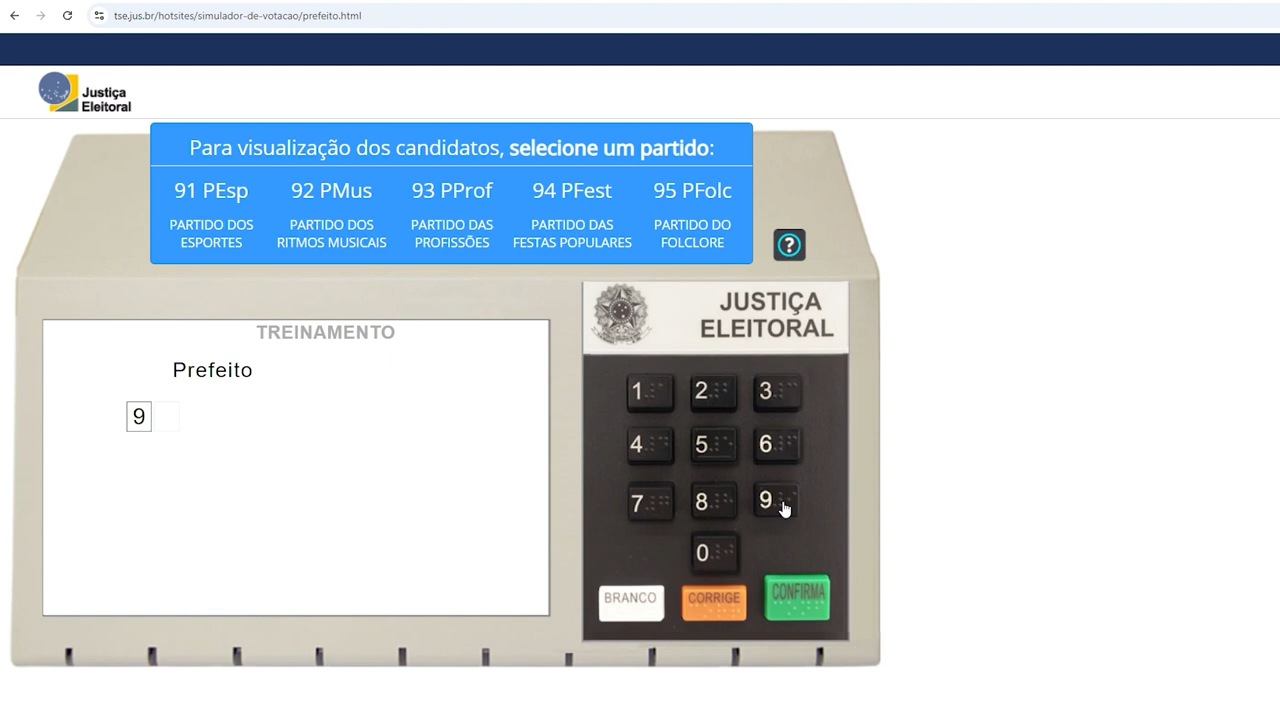 tse.jus.br/hotsites/simulador-de-votacao/prefeito.html
Justiça
Eleitoral
Para visualização dos candidatos, selecione um partido:
91 PEsp 92 PMus 93 PProf 94 PFest 95 PFolc
PARTIDO DOS ESPORTES
PARTIDO DOS RITMOS MUSICAIS
PARTIDO DAS PROFISSÕES
PARTIDO DAS FESTAS POPULARES
PARTIDO DO FOLCLORE
?
TREINAMENTO
Prefeito
9
JUSTIÇA
ELEITORAL
1 2 3
4 5 6
7 8 9
0
BRANCO CORRIGE CONFIRMA